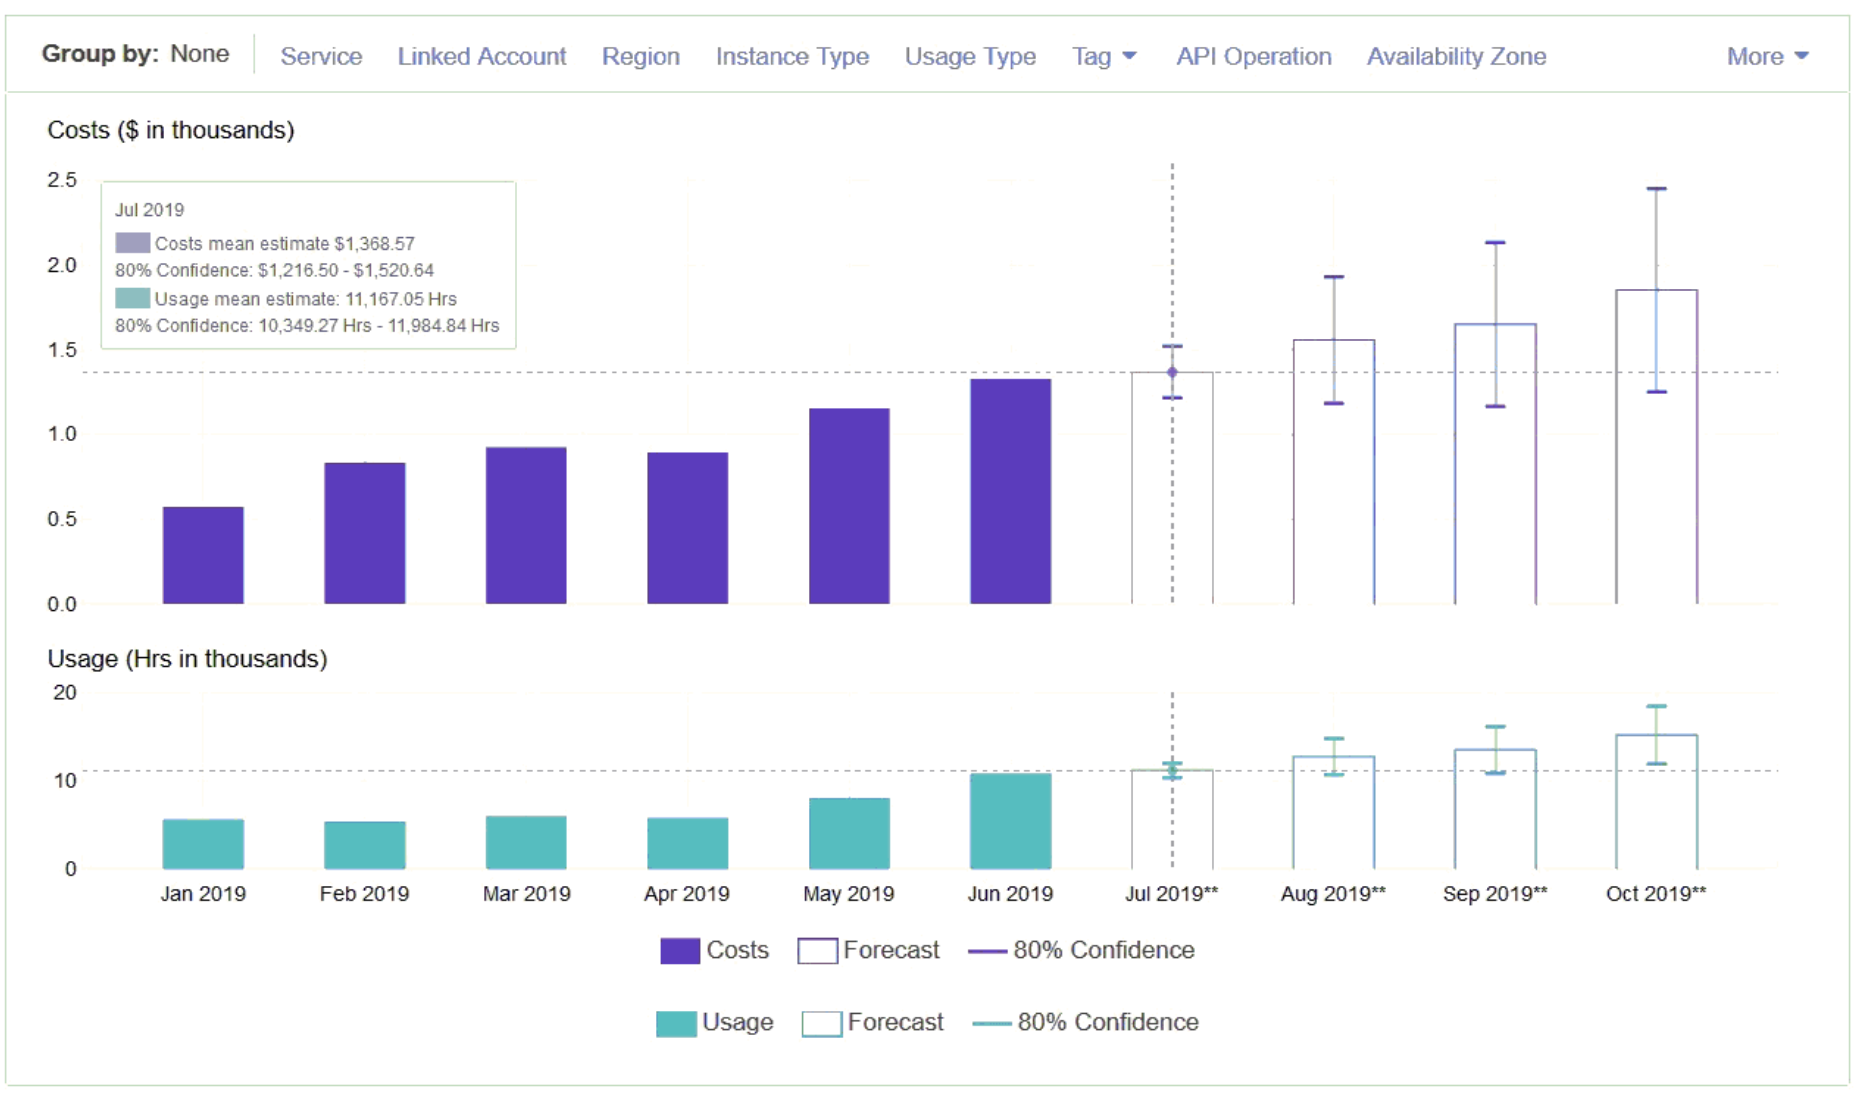 Group by: None Service Linked Account Region Instance Type Usage Type Tag API Operation Availability Zone More
Costs ($ in thousands)
2.5
Jul 2019
Costs mean estimate $1,368.57
80% Confidence: $1,216.50 - $1,520.64
Usage mean estimate: 11,167.05 Hrs
80% Confidence: 10,349.27 Hrs - 11,984.84 Hrs
2.0
1.5
1.0
0.5
0.0
Usage (Hrs in thousands)
20
10
0
Jan 2019 Feb 2019 Mar 2019 Apr 2019 May 2019 Jun 2019 Jul 2019** Aug 2019** Sep 2019** Oct 2019**
Costs Forecast 80% Confidence
Usage Forecast 80% Confidence